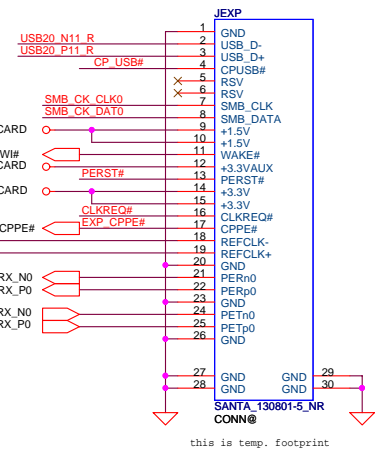 JEXP
1 GND
USB20_N11_R 2 USB_D-
USB20_P11_R 3 USB_D+
CP_USB# 4 CPUSB#
5 RSV
6 RSV
SMB_CK_CLK0 7 SMB_CLK
SMB_CK_DAT0 8 SMB_DATA
CARD 9 +1.5V
10 +1.5V
WI# 11 WAKE#
CARD 12 +3.3VAUX
PERST# 13 PERST#
CARD 14 +3.3V
15 +3.3V
CLKREQ# 16 CLKREQ#
CPPE# EXP_CPPE# 17 CPPE#
18 REFCLK-
19 REFCLK+
20 GND
RX_N0 21 PERn0
RX_P0 22 PERp0
23 GND
RX_N0 24 PETn0
RX_P0 25 PETp0
26 GND
27 GND GND 29
28 GND GND 30
SANTA_130801-5_NR
CONN@
this is temp. footprint